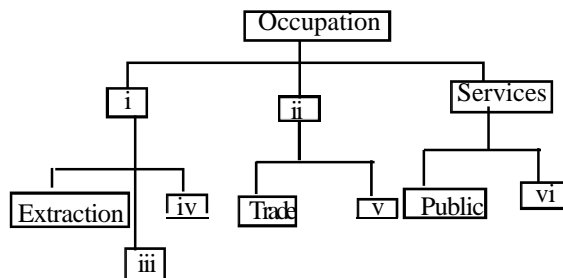 Occupation
i
ii
Services
Extraction
iv
Trade
v
Public
vi
iii